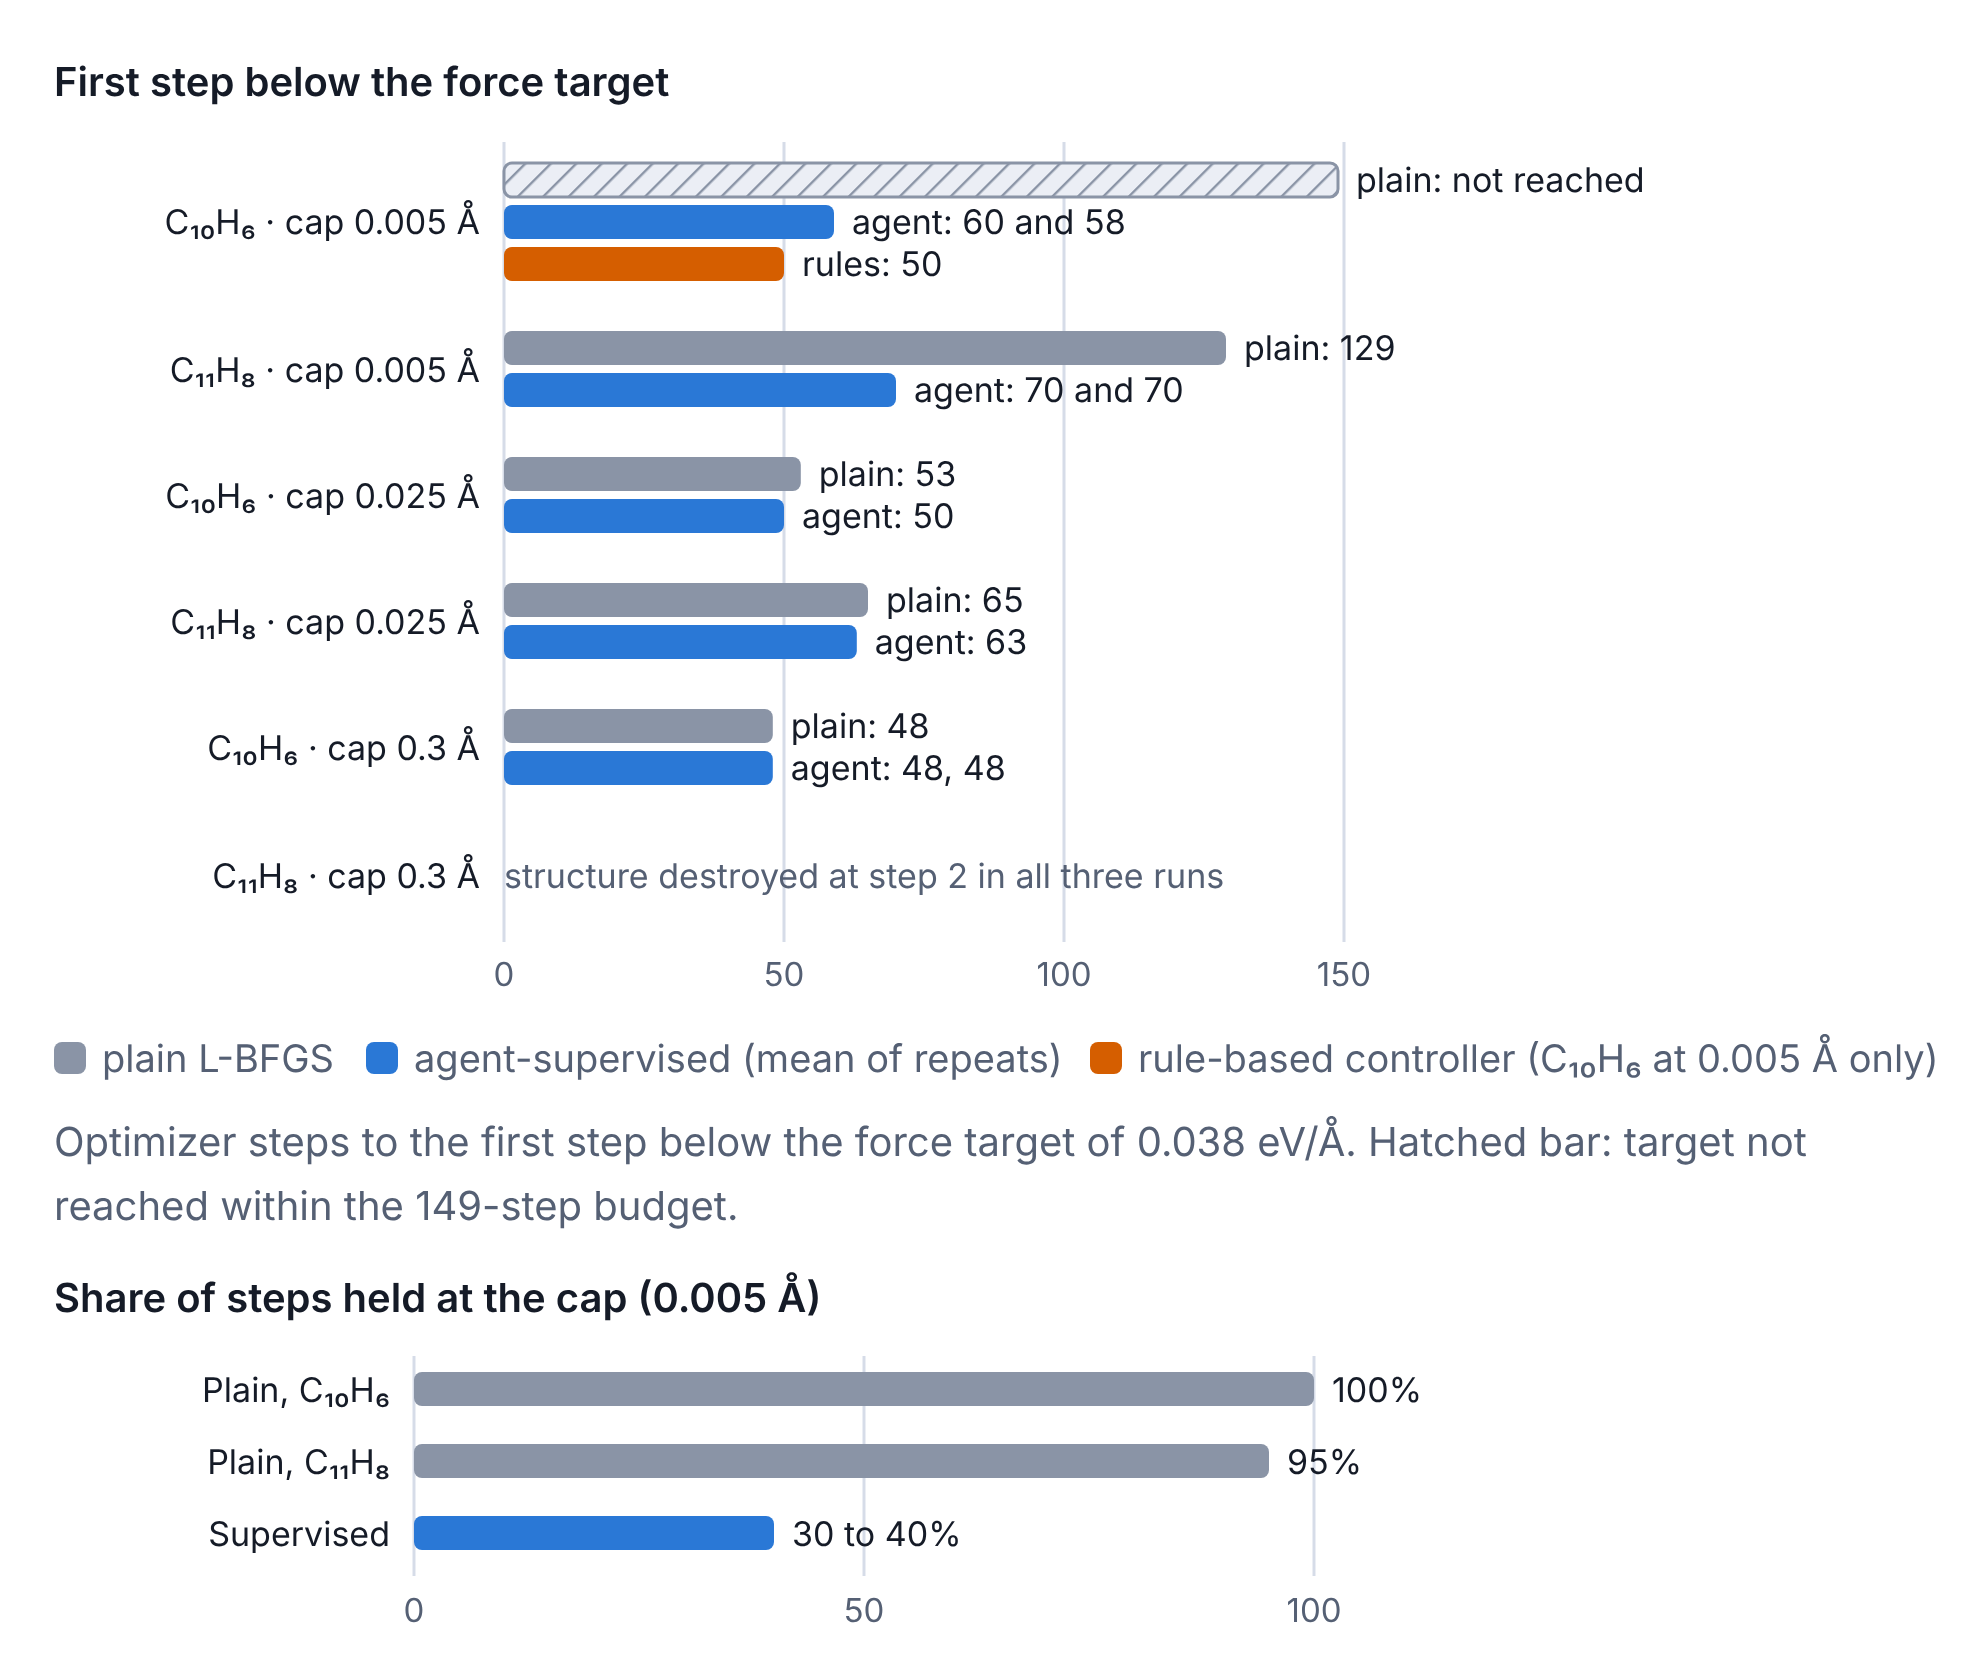 First step below the force target
plain: not reached
C₁₀H₆ · cap 0.005 Å
agent: 60 and 58
rules: 50
plain: 129
C₁₁H₈ · cap 0.005 Å
agent: 70 and 70
plain: 53
C₁₀H₆ · cap 0.025 Å
agent: 50
plain: 65
C₁₁H₈ · cap 0.025 Å
agent: 63
plain: 48
C₁₀H₆ · cap 0.3 Å
agent: 48, 48
C₁₁H₈ · cap 0.3 Å structure destroyed at step 2 in all three runs
0 50 100 150
plain L-BFGS agent-supervised (mean of repeats) rule-based controller (C₁₀H₆ at 0.005 Å only)
Optimizer steps to the first step below the force target of 0.038 eV/Å. Hatched bar: target not
reached within the 149-step budget.
Share of steps held at the cap (0.005 Å)
Plain, C₁₀H₆ 100%
Plain, C₁₁H₈ 95%
Supervised 30 to 40%
0 50 100